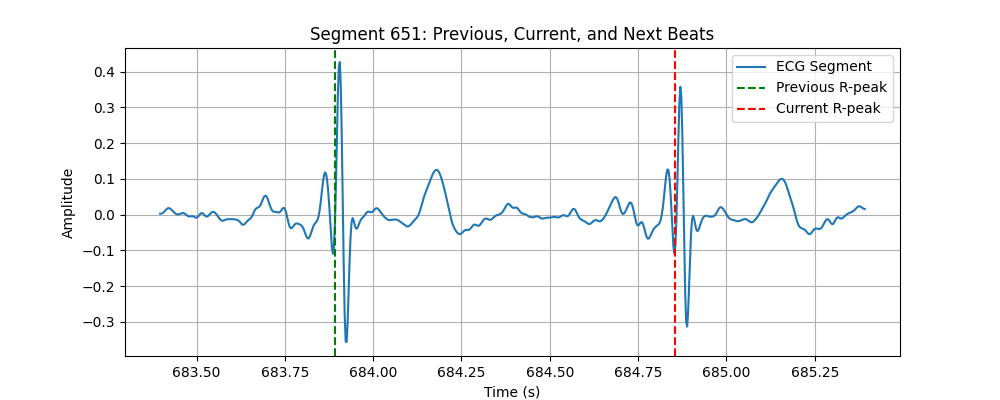 Segment 651: Previous, Current, and Next Beats
ECG Segment
Previous R-peak
Current R-peak
Amplitude
0.4
0.3
0.2
0.1
0.0
−0.1
−0.2
−0.3
683.50 683.75 684.00 684.25 684.50 684.75 685.00 685.25
Time (s)